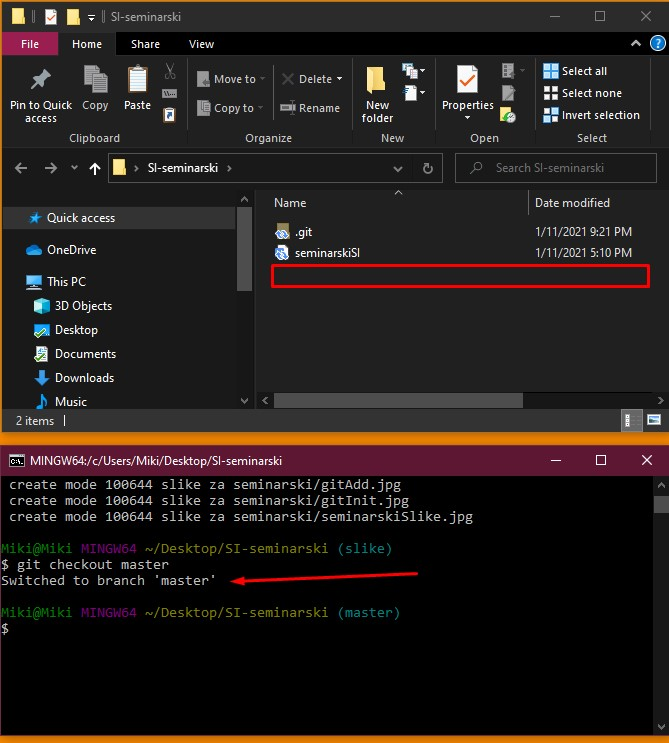 SI-seminarski
File Home Share View
Pin to Quick access
Copy
Paste
Move to
Copy to
Delete
Rename
New folder
Properties
Select all
Select none
Invert selection
Clipboard Organize New Open Select
SI-seminarski
Search SI-seminarski
Quick access
OneDrive
This PC
3D Objects
Desktop
Documents
Downloads
Music
Name Date modified
.git 1/11/2021 9:21 PM
seminarskiSI 1/11/2021 5:10 PM
2 items
MINGW64:/c/Users/Miki/Desktop/SI-seminarski
create mode 100644 slike za seminarski/gitAdd.jpg
create mode 100644 slike za seminarski/gitInit.jpg
create mode 100644 slike za seminarski/seminarskiSlike.jpg
Miki@Miki MINGW64 ~/Desktop/SI-seminarski (slike)
$ git checkout master
Switched to branch 'master'
Miki@Miki MINGW64 ~/Desktop/SI-seminarski (master)
$